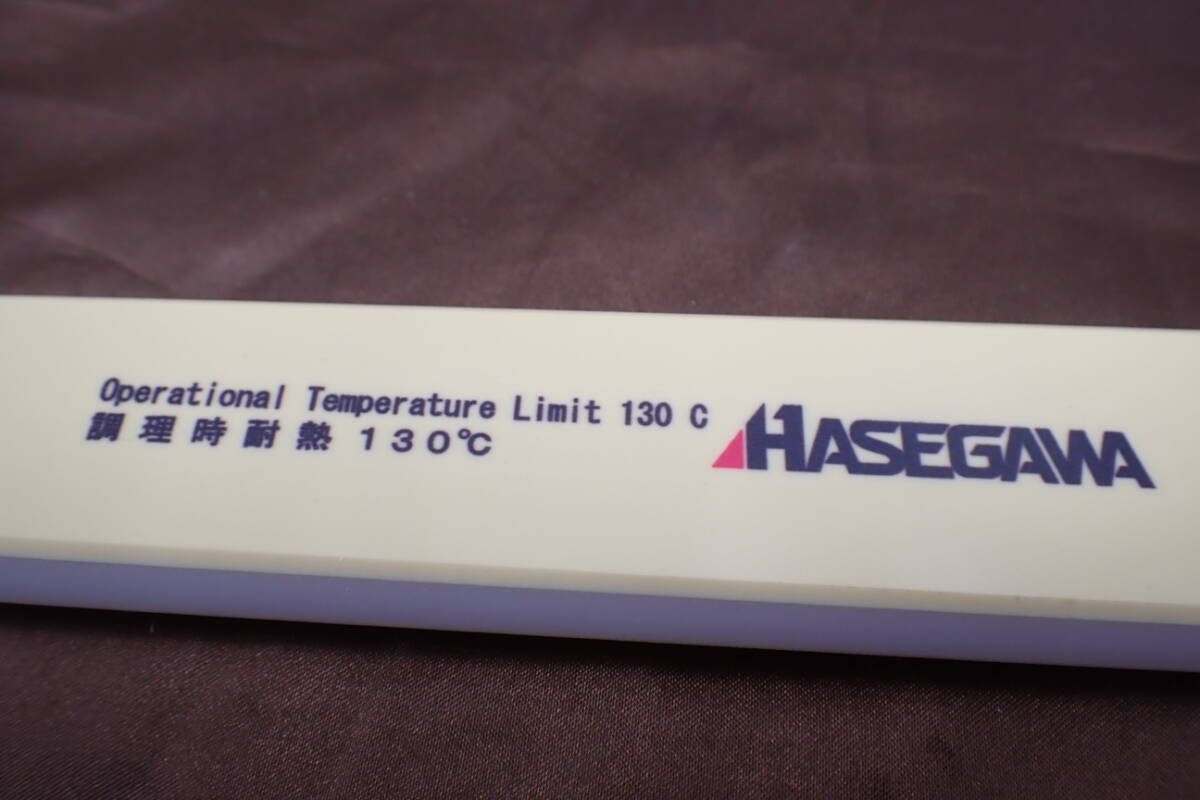 Operational Temperature Limit 130 C
調理時耐熱 １３０℃
HASEGAWA